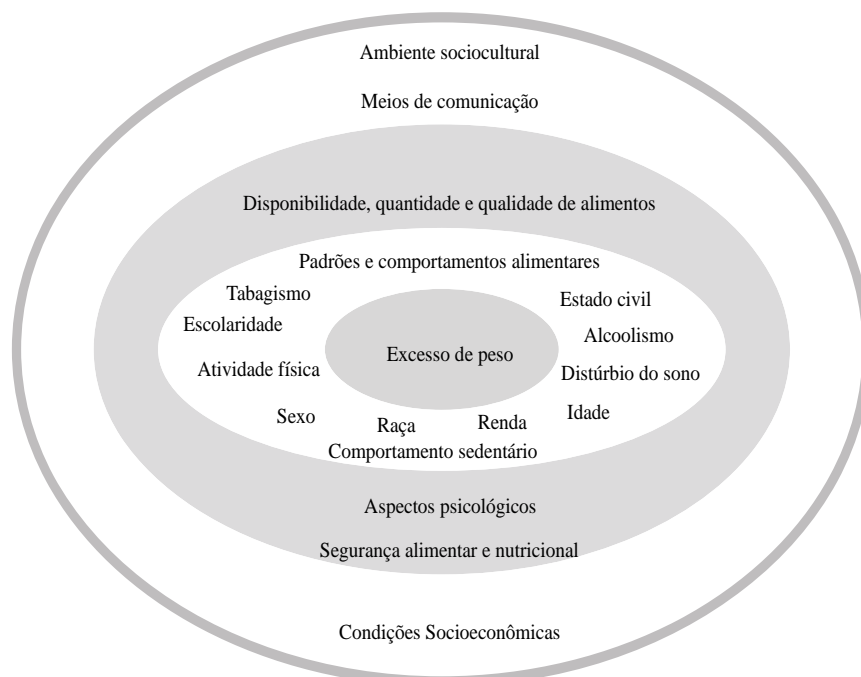 Ambiente sociocultural
Meios de comunicação
Disponibilidade, quantidade e qualidade de alimentos
Padrões e comportamentos alimentares
Tabagismo
Estado civil
Escolaridade
Alcoolismo
Excesso de peso
Atividade física
Distúrbio do sono
Sexo
Raça
Renda
Idade
Comportamento sedentário
Aspectos psicológicos
Segurança alimentar e nutricional
Condições Socioeconômicas